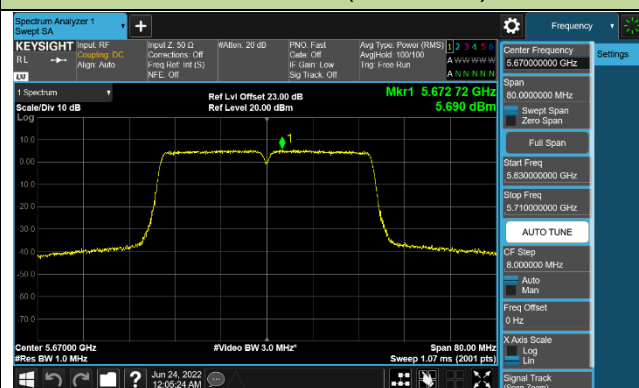 Spectrum Analyzer 1
Swept SA
Frequency
KEYSIGHT
RL
LXI
Input: RF
Coupling: DC
Align: Auto
Input Z: 50 Ω
Corrections: Off
Freq Ref: Int (S)
NFE: Off
#Atten: 20 dB
PNO: Fast
Gate: Off
IF Gain: Low
Sig Track: Off
Avg Type: Power (RMS)
Avg|Hold: 100/100
Trig: Free Run
1 2 3 4 5 6
A W W W W W
A N N N N N
Center Frequency
5.670000000 GHz
Settings
Span
80.0000000 MHz
Swept Span
Zero Span
Full Span
Start Freq
5.630000000 GHz
Stop Freq
5.710000000 GHz
AUTO TUNE
CF Step
8.000000 MHz
Auto
Man
Freq Offset
0 Hz
X Axis Scale
Log
Lin
Signal Track
1 Spectrum
Scale/Div 10 dB
Log
Ref Lvl Offset 23.00 dB
Ref Level 20.00 dBm
Mkr1 5.672 72 GHz
5.690 dBm
1
10.0
0.00
10.0
20.0
30.0
40.0
50.0
60.0
70.0
Center 5.67000 GHz
#Res BW 1.0 MHz
#Video BW 3.0 MHz*
Span 80.00 MHz
Sweep 1.07 ms (2001 pts)
?
Jun 24, 2022
12:05:24 AM